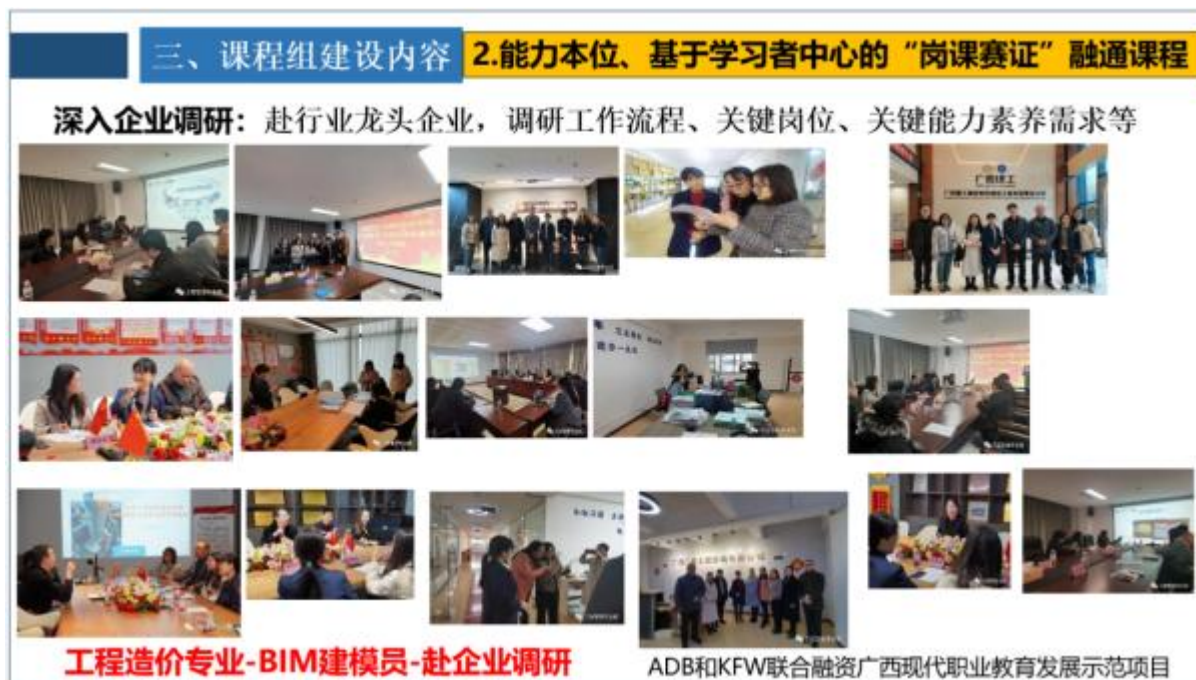 三、课程组建设内容
2.能力本位、基于学习者中心的“岗课赛证”融通课程
深入企业调研：赴行业龙头企业，调研工作流程、关键岗位、关键能力素养需求等
广西建工
工程造价专业-BIM建模员-赴企业调研
ADB和KFW联合融资广西现代职业教育发展示范项目